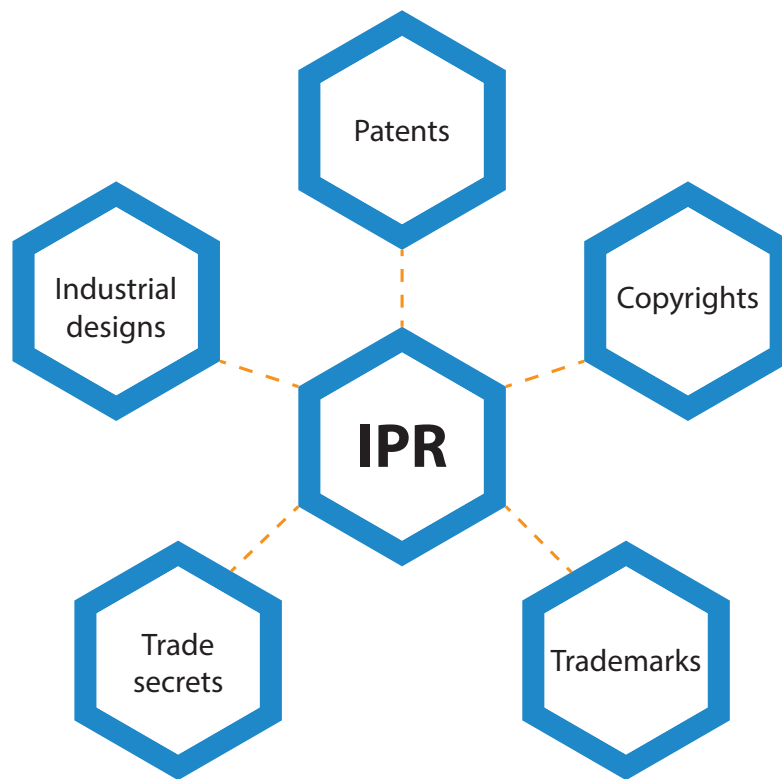 Patents
Industrial
designs
Copyrights
IPR
Trade
secrets
Trademarks